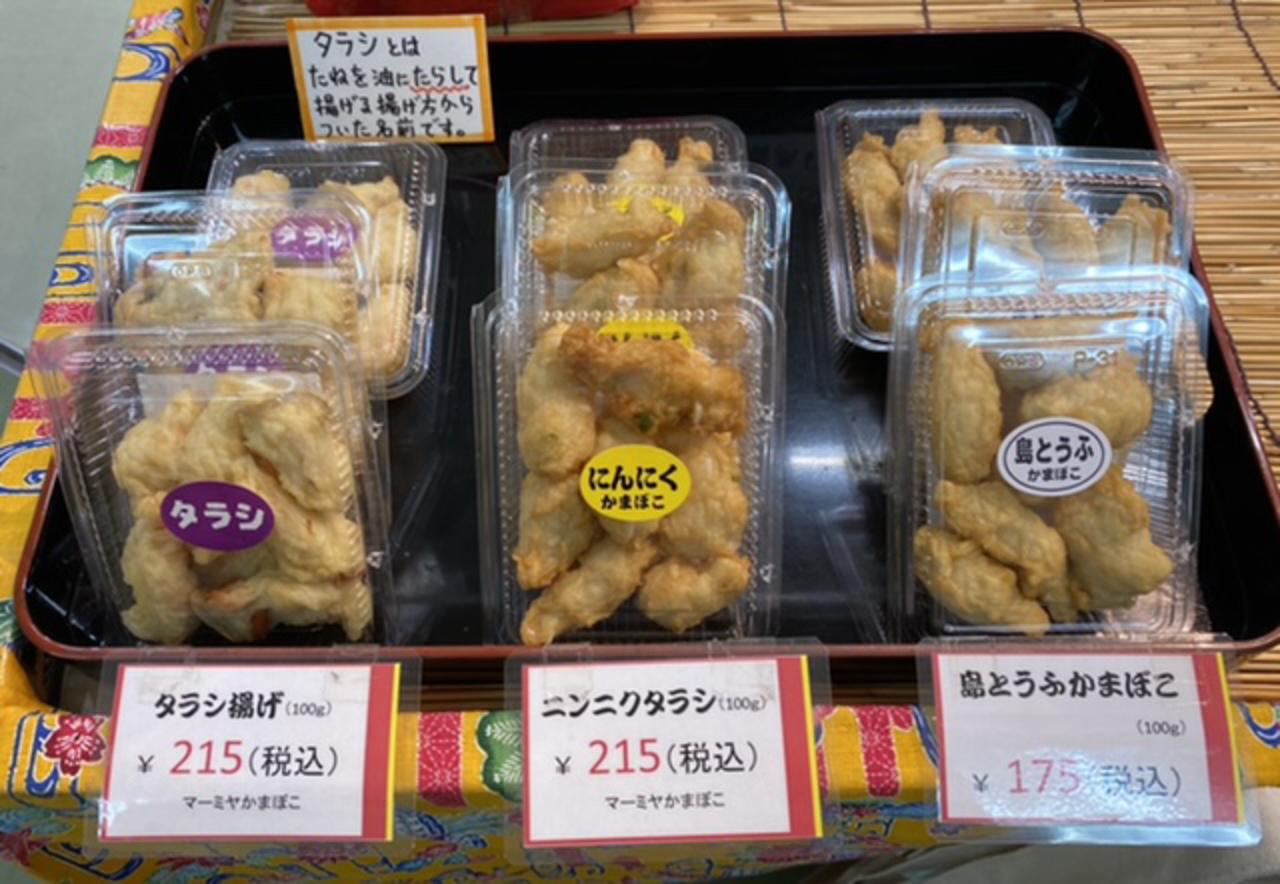 タラシとは
たねを油にたらして
揚げる揚げ方から
ついた名前です。
タラシ
タラシ
にんにく
かまぼこ
島とうふ
かまぼこ
P-31
タラシ揚げ(100g)
¥ 215(税込)
マーミヤかまぼこ
ニンニクタラシ(100g)
¥ 215(税込)
マーミヤかまぼこ
島とうふかまぼこ
(100g)
¥ 175(税込)